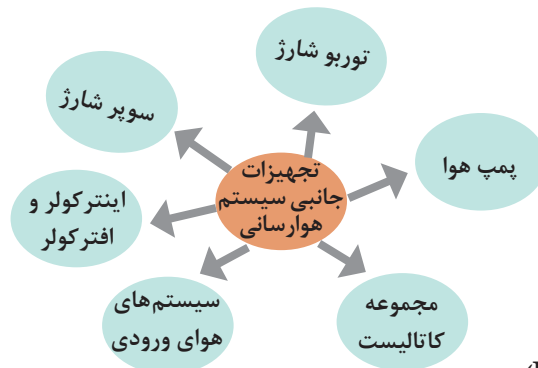 توربو شارژ
سوپر شارژ
پمپ هوا
تجهیزات
جانبی سیستم
هوارسانی
اینترکولر و
افترکولر
سیستم‌های
هوای ورودی
مجموعه
کاتالیست